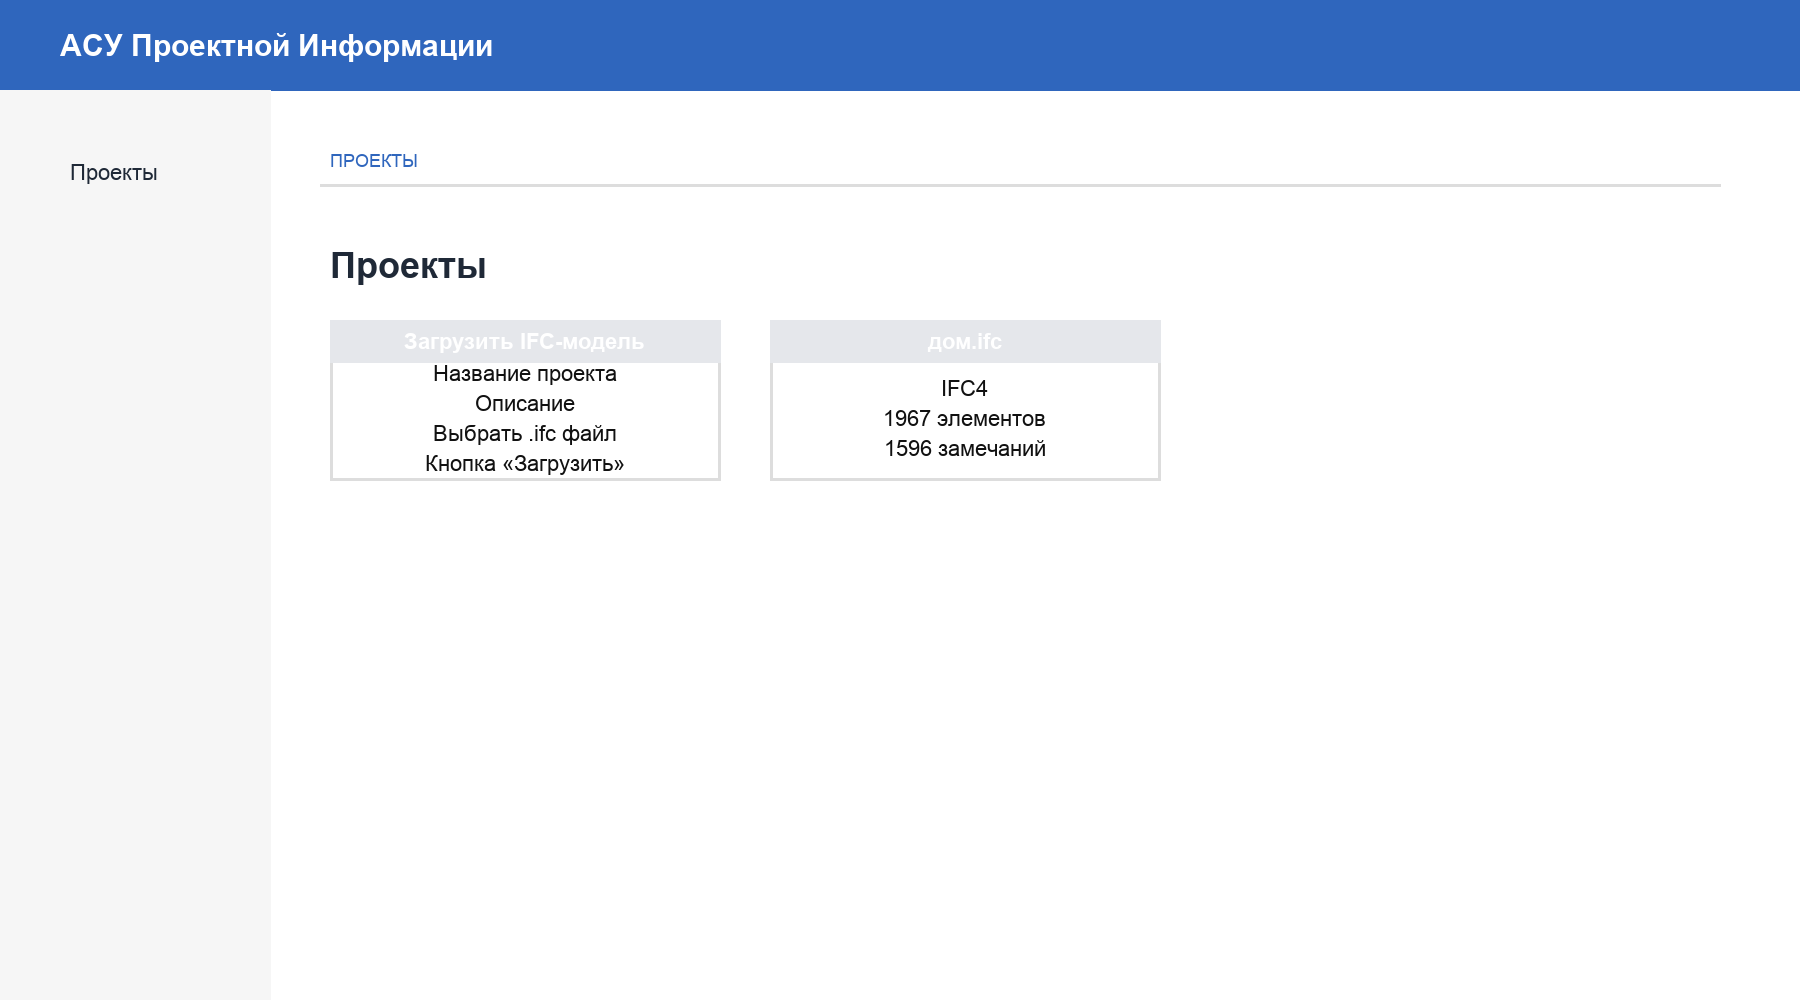 АСУ Проектной Информации
Проекты
ПРОЕКТЫ
Проекты
Загрузить IFC-модель
Название проекта
Описание
Выбрать .ifc файл
Кнопка «Загрузить»
дом.ifc
IFC4
1967 элементов
1596 замечаний